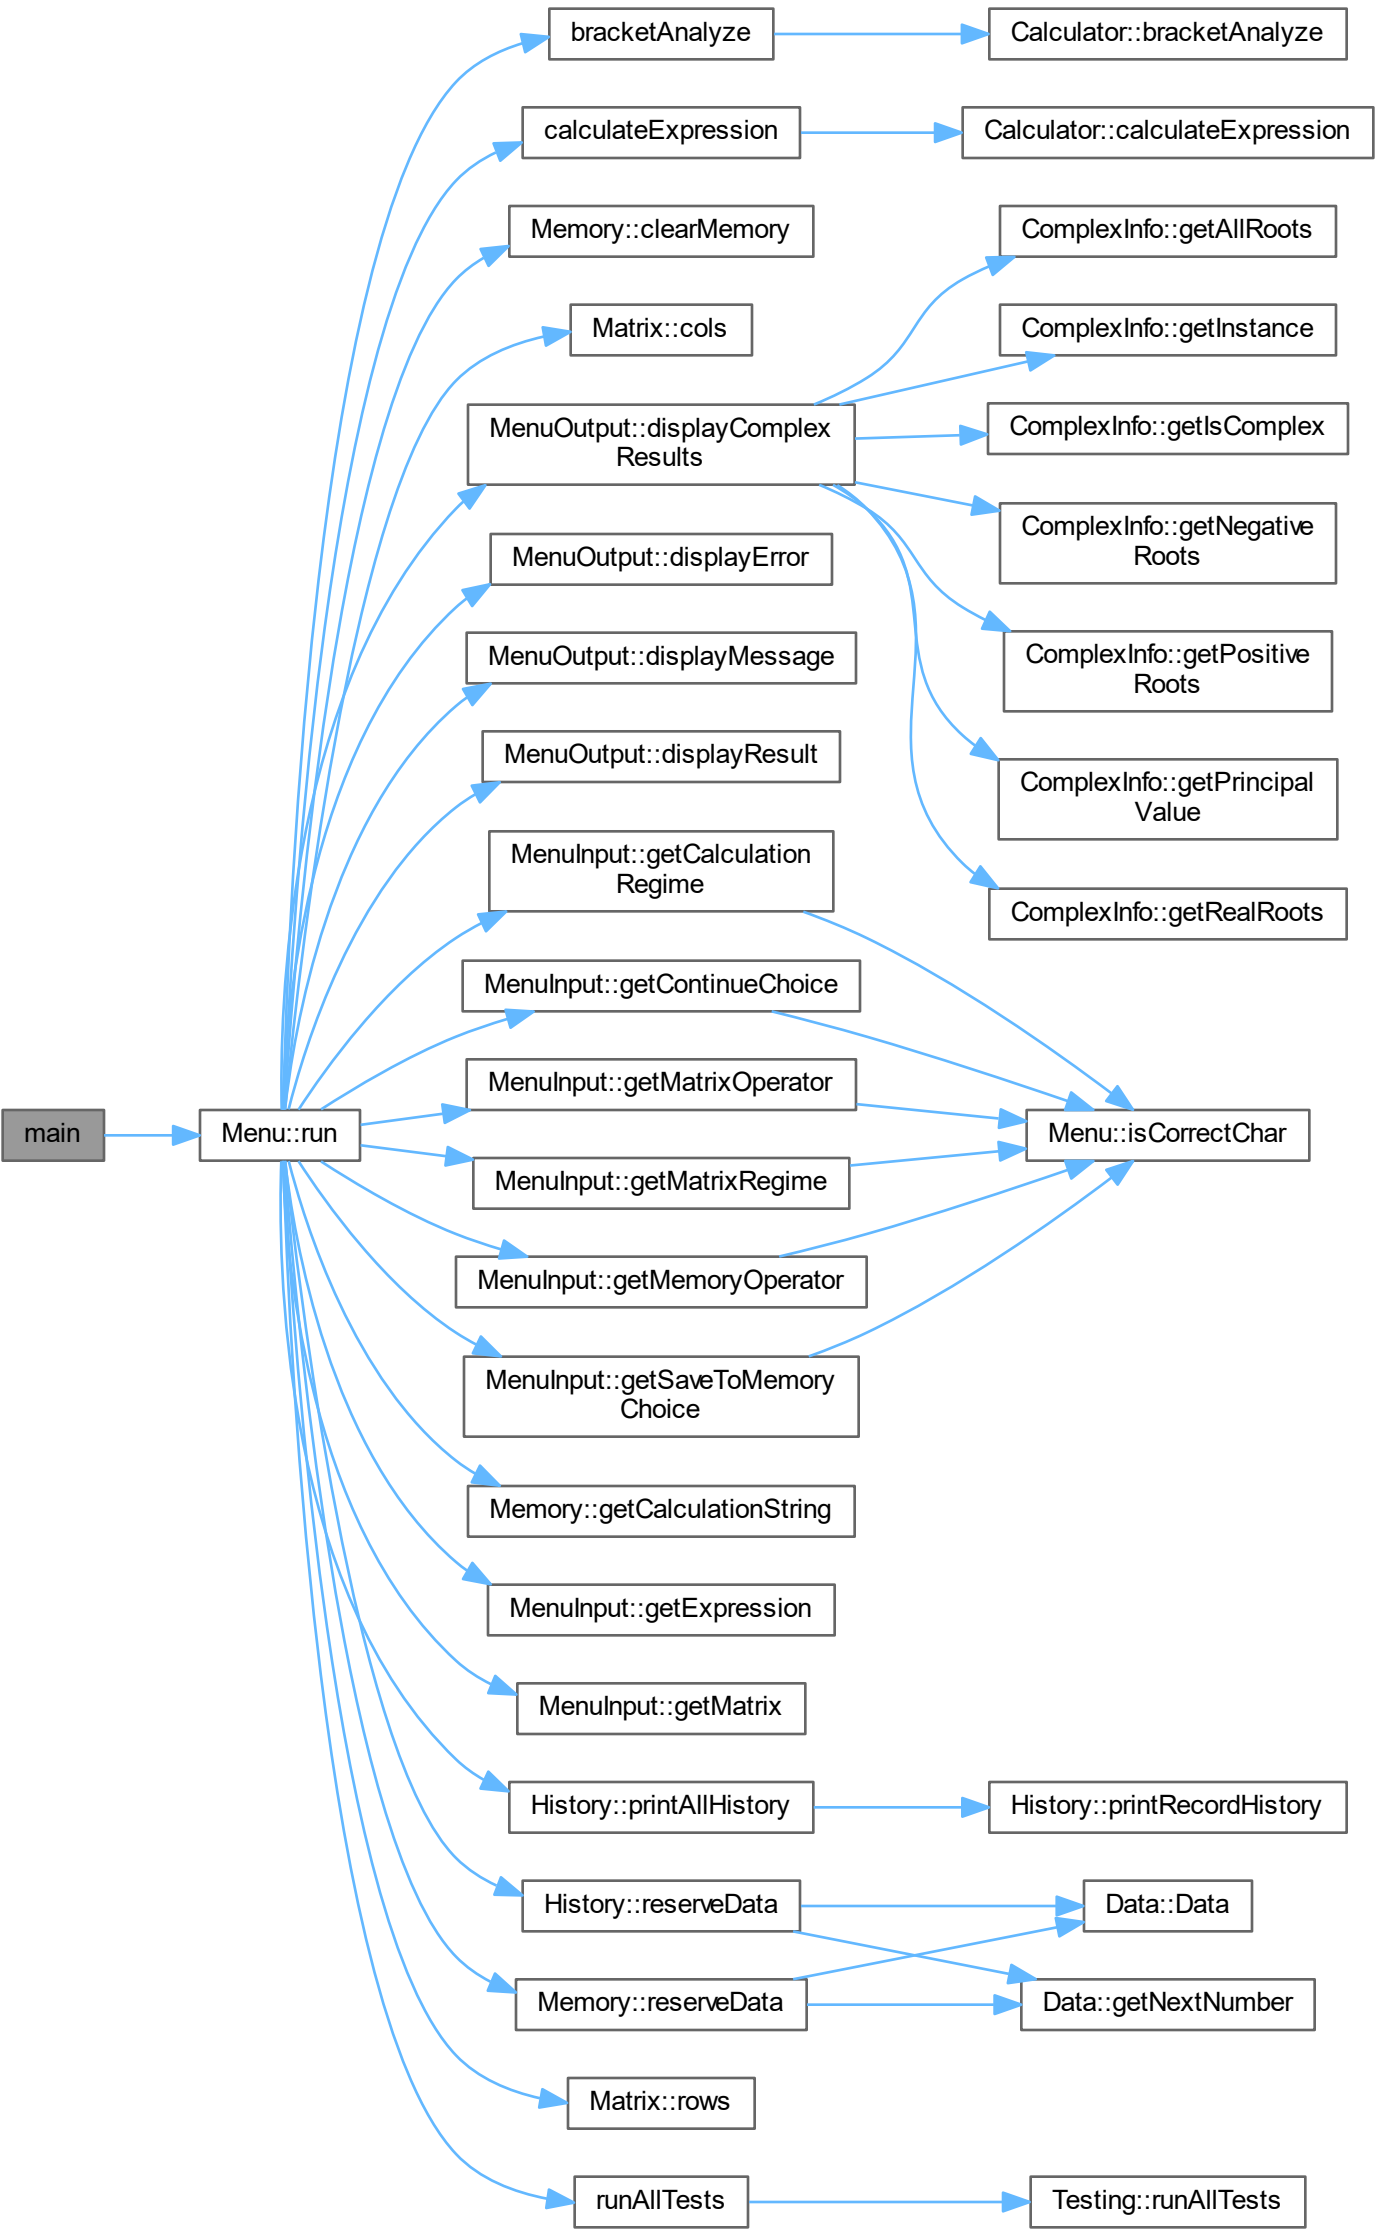 main
Menu::run
bracketAnalyze
calculateExpression
Memory::clearMemory
Matrix::cols
MenuOutput::displayComplex
Results
MenuOutput::displayError
MenuOutput::displayMessage
MenuOutput::displayResult
MenuInput::getCalculation
Regime
MenuInput::getContinueChoice
MenuInput::getMatrixOperator
MenuInput::getMatrixRegime
MenuInput::getMemoryOperator
MenuInput::getSaveToMemory
Choice
Memory::getCalculationString
MenuInput::getExpression
MenuInput::getMatrix
History::printAllHistory
History::reserveData
Memory::reserveData
Matrix::rows
runAllTests
Calculator::bracketAnalyze
Calculator::calculateExpression
ComplexInfo::getAllRoots
ComplexInfo::getInstance
ComplexInfo::getIsComplex
ComplexInfo::getNegative
Roots
ComplexInfo::getPositive
Roots
ComplexInfo::getPrincipal
Value
ComplexInfo::getRealRoots
Menu::isCorrectChar
History::printRecordHistory
Data::Data
Data::getNextNumber
Testing::runAllTests